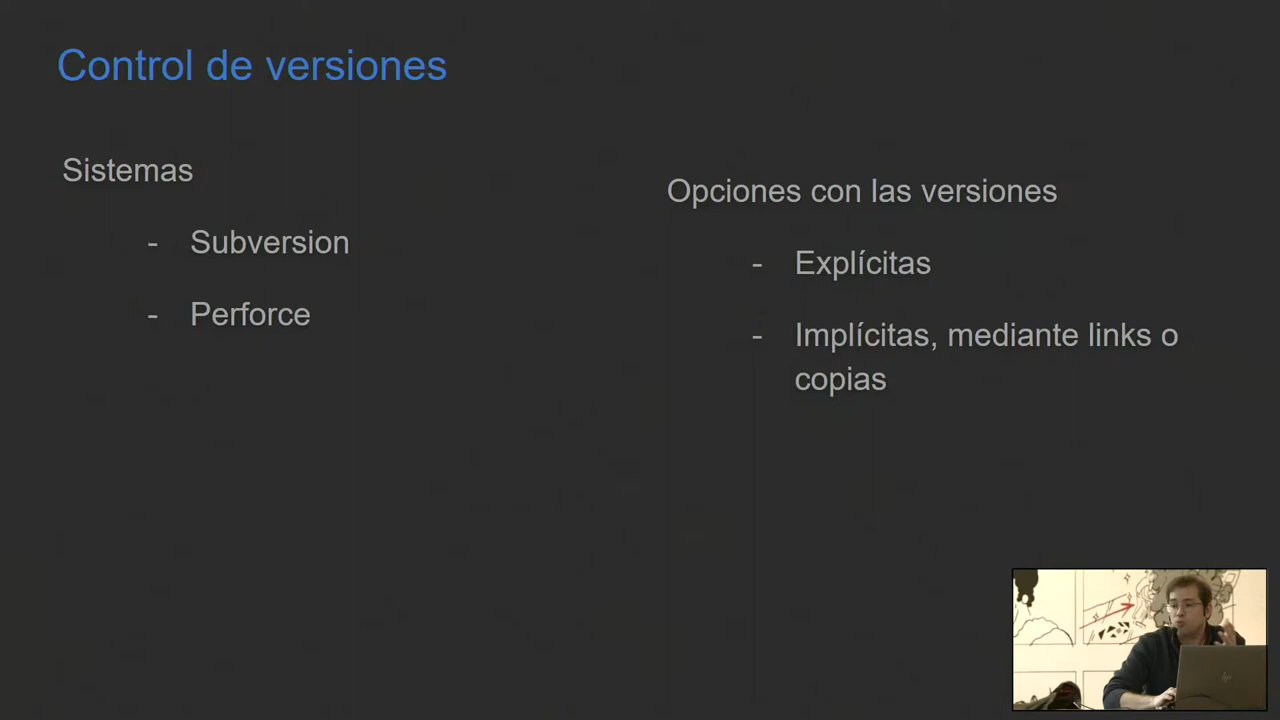 Control de versiones
Sistemas
- Subversion
- Perforce
Opciones con las versiones
- Explícitas
- Implícitas, mediante links o
copias